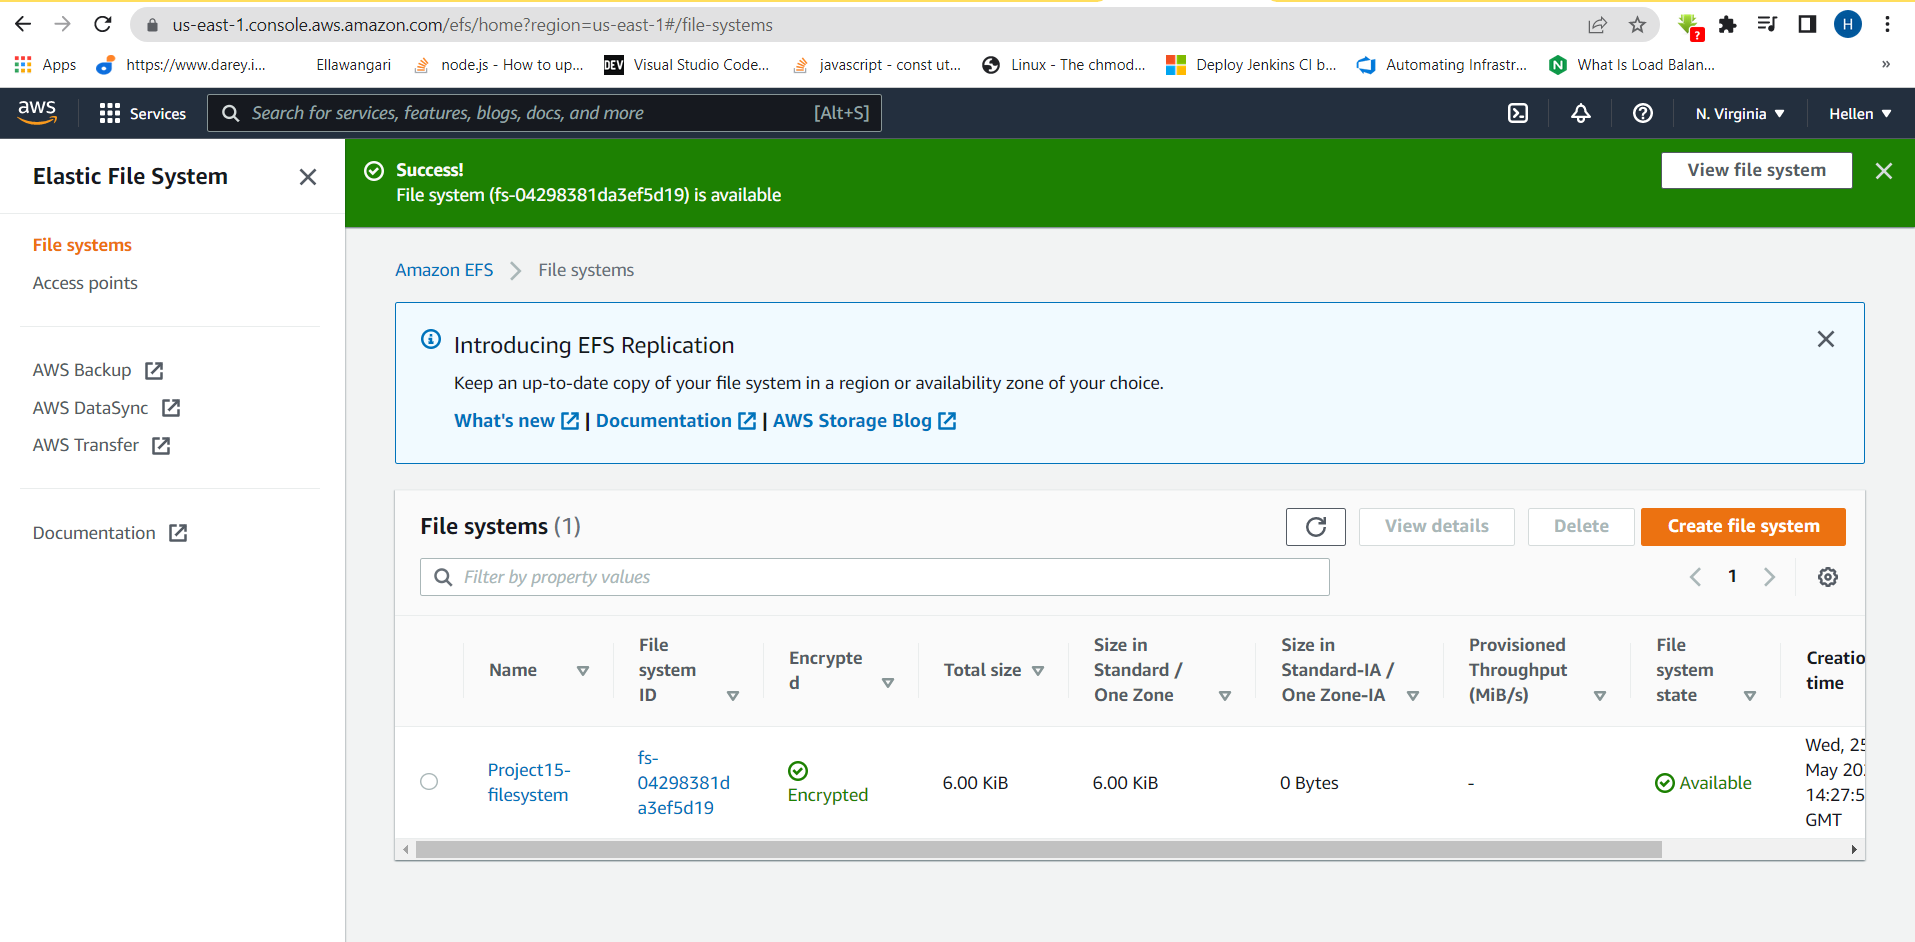 us-east-1.console.aws.amazon.com/efs/home?region=us-east-1#/file-systems
?
H
Apps
https://www.darey.i...
Ellawangari
node.js - How to up...
DEV
Visual Studio Code...
javascript - const ut...
Linux - The chmod...
Deploy Jenkins CI b...
Automating Infrastr...
N
What Is Load Balan...
»
aws
Services
Search for services, features, blogs, docs, and more
[Alt+S]
N. Virginia
Hellen
Elastic File System
File systems
Access points
AWS Backup
AWS DataSync
AWS Transfer
Documentation
Success!
File system (fs-04298381da3ef5d19) is available
View file system
Amazon EFS
File systems
Introducing EFS Replication
Keep an up-to-date copy of your file system in a region or availability zone of your choice.
What's new | Documentation | AWS Storage Blog
File systems (1)
View details
Delete
Create file system
Filter by property values
1
Name
File
system
ID
Encrypte
d
Total size
Size in
Standard /
One Zone
Size in
Standard-IA /
One Zone-IA
Provisioned
Throughput
(MiB/s)
File
system
state
Creatio
time
Project15-
filesystem
fs-
04298381d
a3ef5d19
Encrypted
6.00 KiB
6.00 KiB
0 Bytes
-
Available
Wed, 25
May 20
14:27:5
GMT